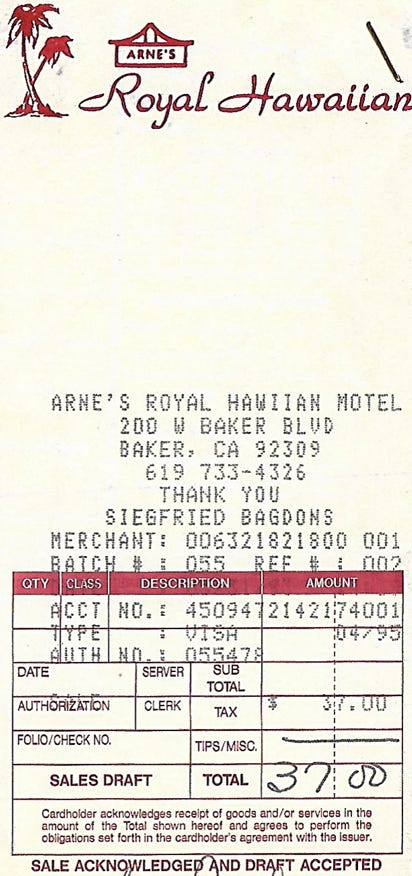 ARNE'S
Royal Hawaiian
ARNE'S ROYAL HAWIIAN MOTEL
200 W BAKER BLVD
BAKER, CA 92309
619 733-4326
THANK YOU
SIEGFRIED BAGDONS
MERCHANT: 006321821800 001
BATCH # : 055 REF # : 002
QTY CLASS DESCRIPTION AMOUNT
ACCT NO.: 4509472142174001
TYPE : VISA 04/95
AUTH NO.: 055478
DATE SERVER SUB TOTAL
AUTHORIZATION CLERK TAX $ 37.00
FOLIO/CHECK NO. TIPS/MISC.
SALES DRAFT TOTAL 37 00
Cardholder acknowledges receipt of goods and/or services in the
amount of the Total shown hereof and agrees to perform the
obligations set forth in the cardholder's agreement with the issuer.
SALE ACKNOWLEDGED AND DRAFT ACCEPTED